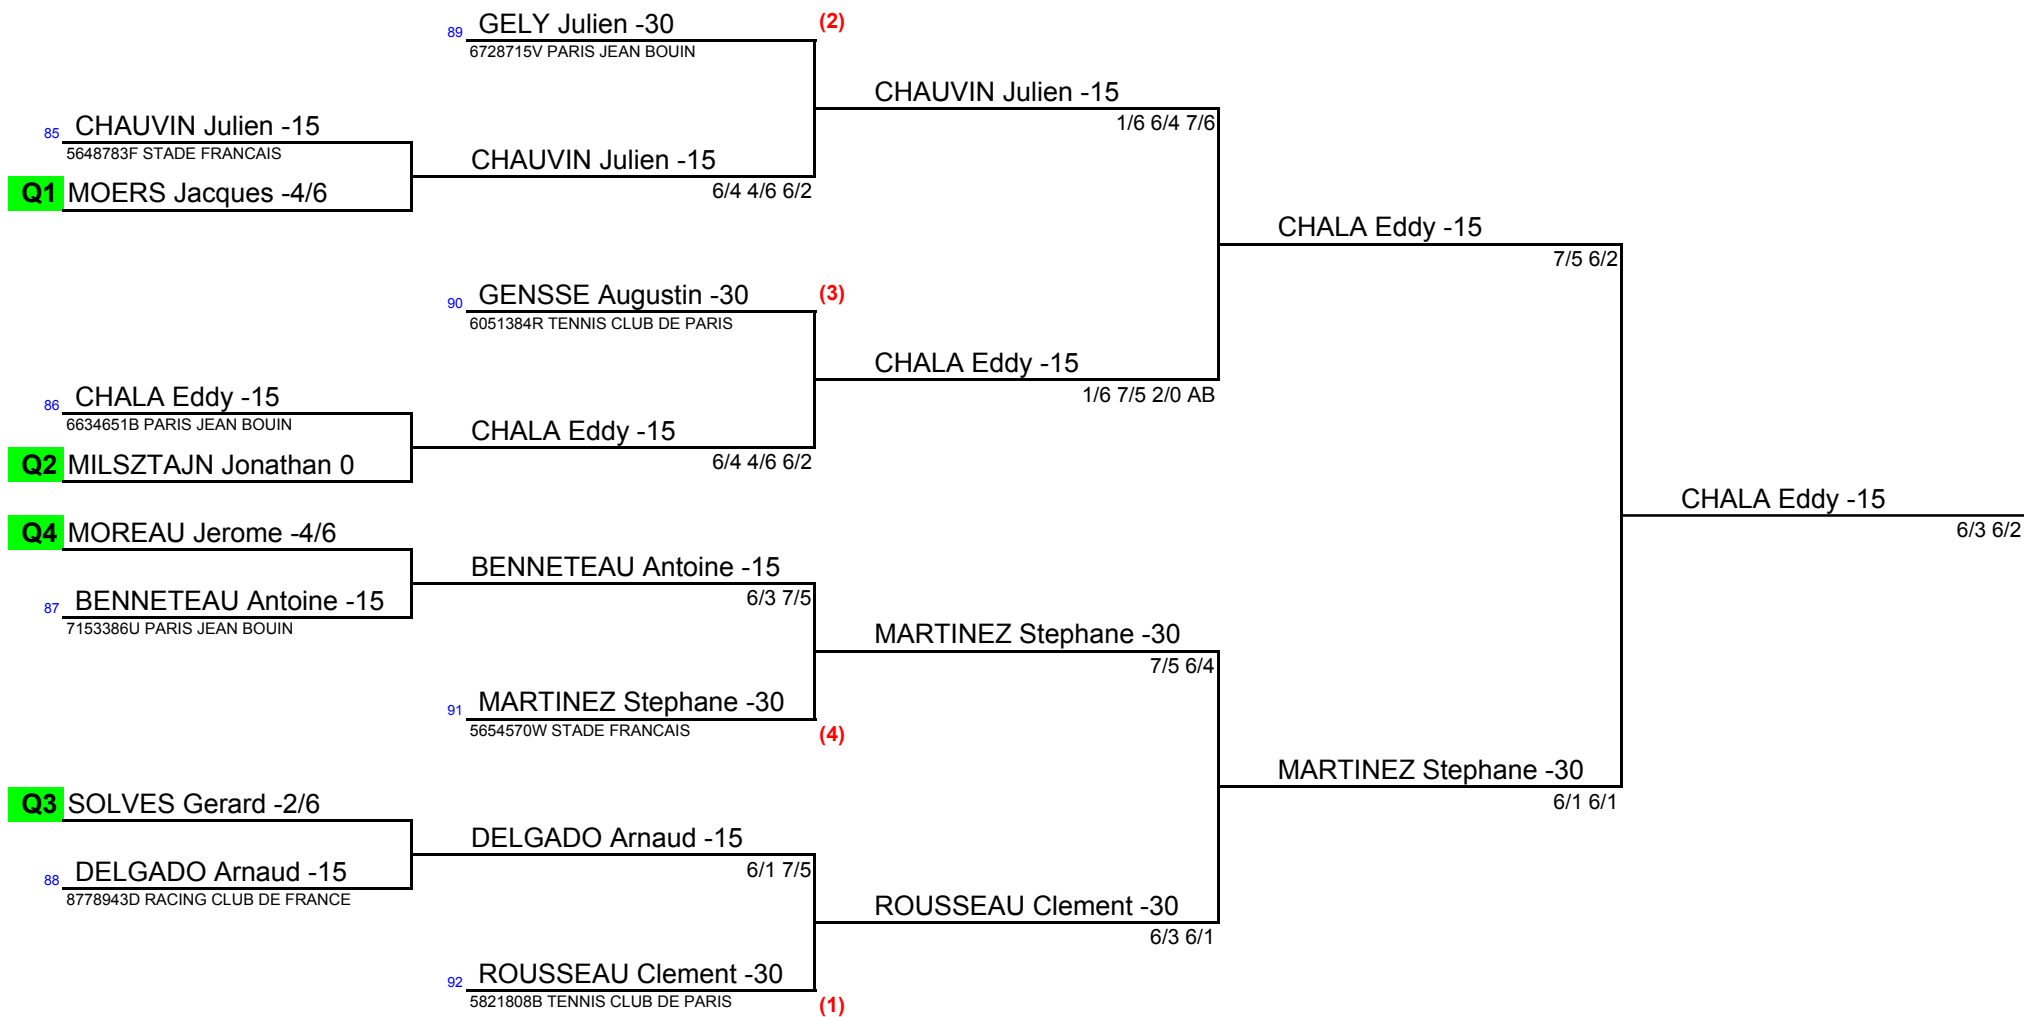 89 GELY Julien -30 (2)
6728715V PARIS JEAN BOUIN
CHAUVIN Julien -15
1/6 6/4 7/6
85 CHAUVIN Julien -15
5648783F STADE FRANCAIS
CHAUVIN Julien -15
6/4 4/6 6/2
Q1 MOERS Jacques -4/6
CHALA Eddy -15
7/5 6/2
90 GENSSE Augustin -30 (3)
6051384R TENNIS CLUB DE PARIS
CHALA Eddy -15
1/6 7/5 2/0 AB
86 CHALA Eddy -15
6634651B PARIS JEAN BOUIN
CHALA Eddy -15
6/4 4/6 6/2
Q2 MILSZTAJN Jonathan 0
CHALA Eddy -15
6/3 6/2
Q4 MOREAU Jerome -4/6
BENNETEAU Antoine -15
6/3 7/5
87 BENNETEAU Antoine -15
7153386U PARIS JEAN BOUIN
MARTINEZ Stephane -30
7/5 6/4
91 MARTINEZ Stephane -30
5654570W STADE FRANCAIS
(4)
MARTINEZ Stephane -30
6/1 6/1
Q3 SOLVES Gerard -2/6
DELGADO Arnaud -15
6/1 7/5
88 DELGADO Arnaud -15
8778943D RACING CLUB DE FRANCE
ROUSSEAU Clement -30
6/3 6/1
92 ROUSSEAU Clement -30
5821808B TENNIS CLUB DE PARIS
(1)